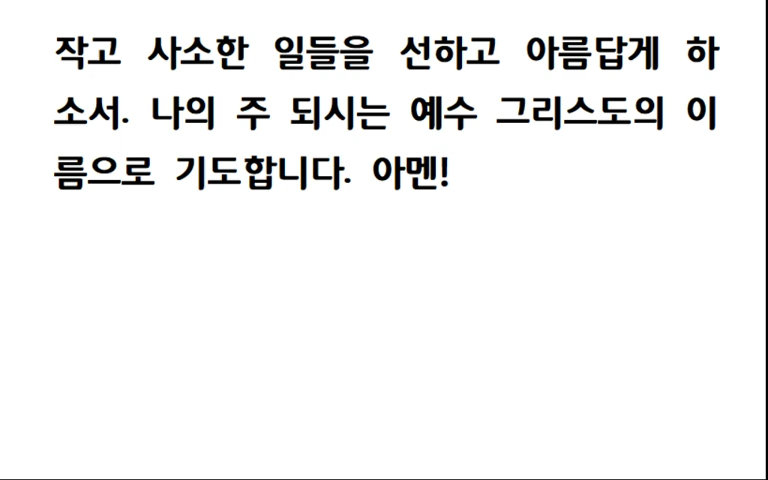 작고 사소한 일들을 선하고 아름답게 하
소서. 나의 주 되시는 예수 그리스도의 이
름으로 기도합니다. 아멘!